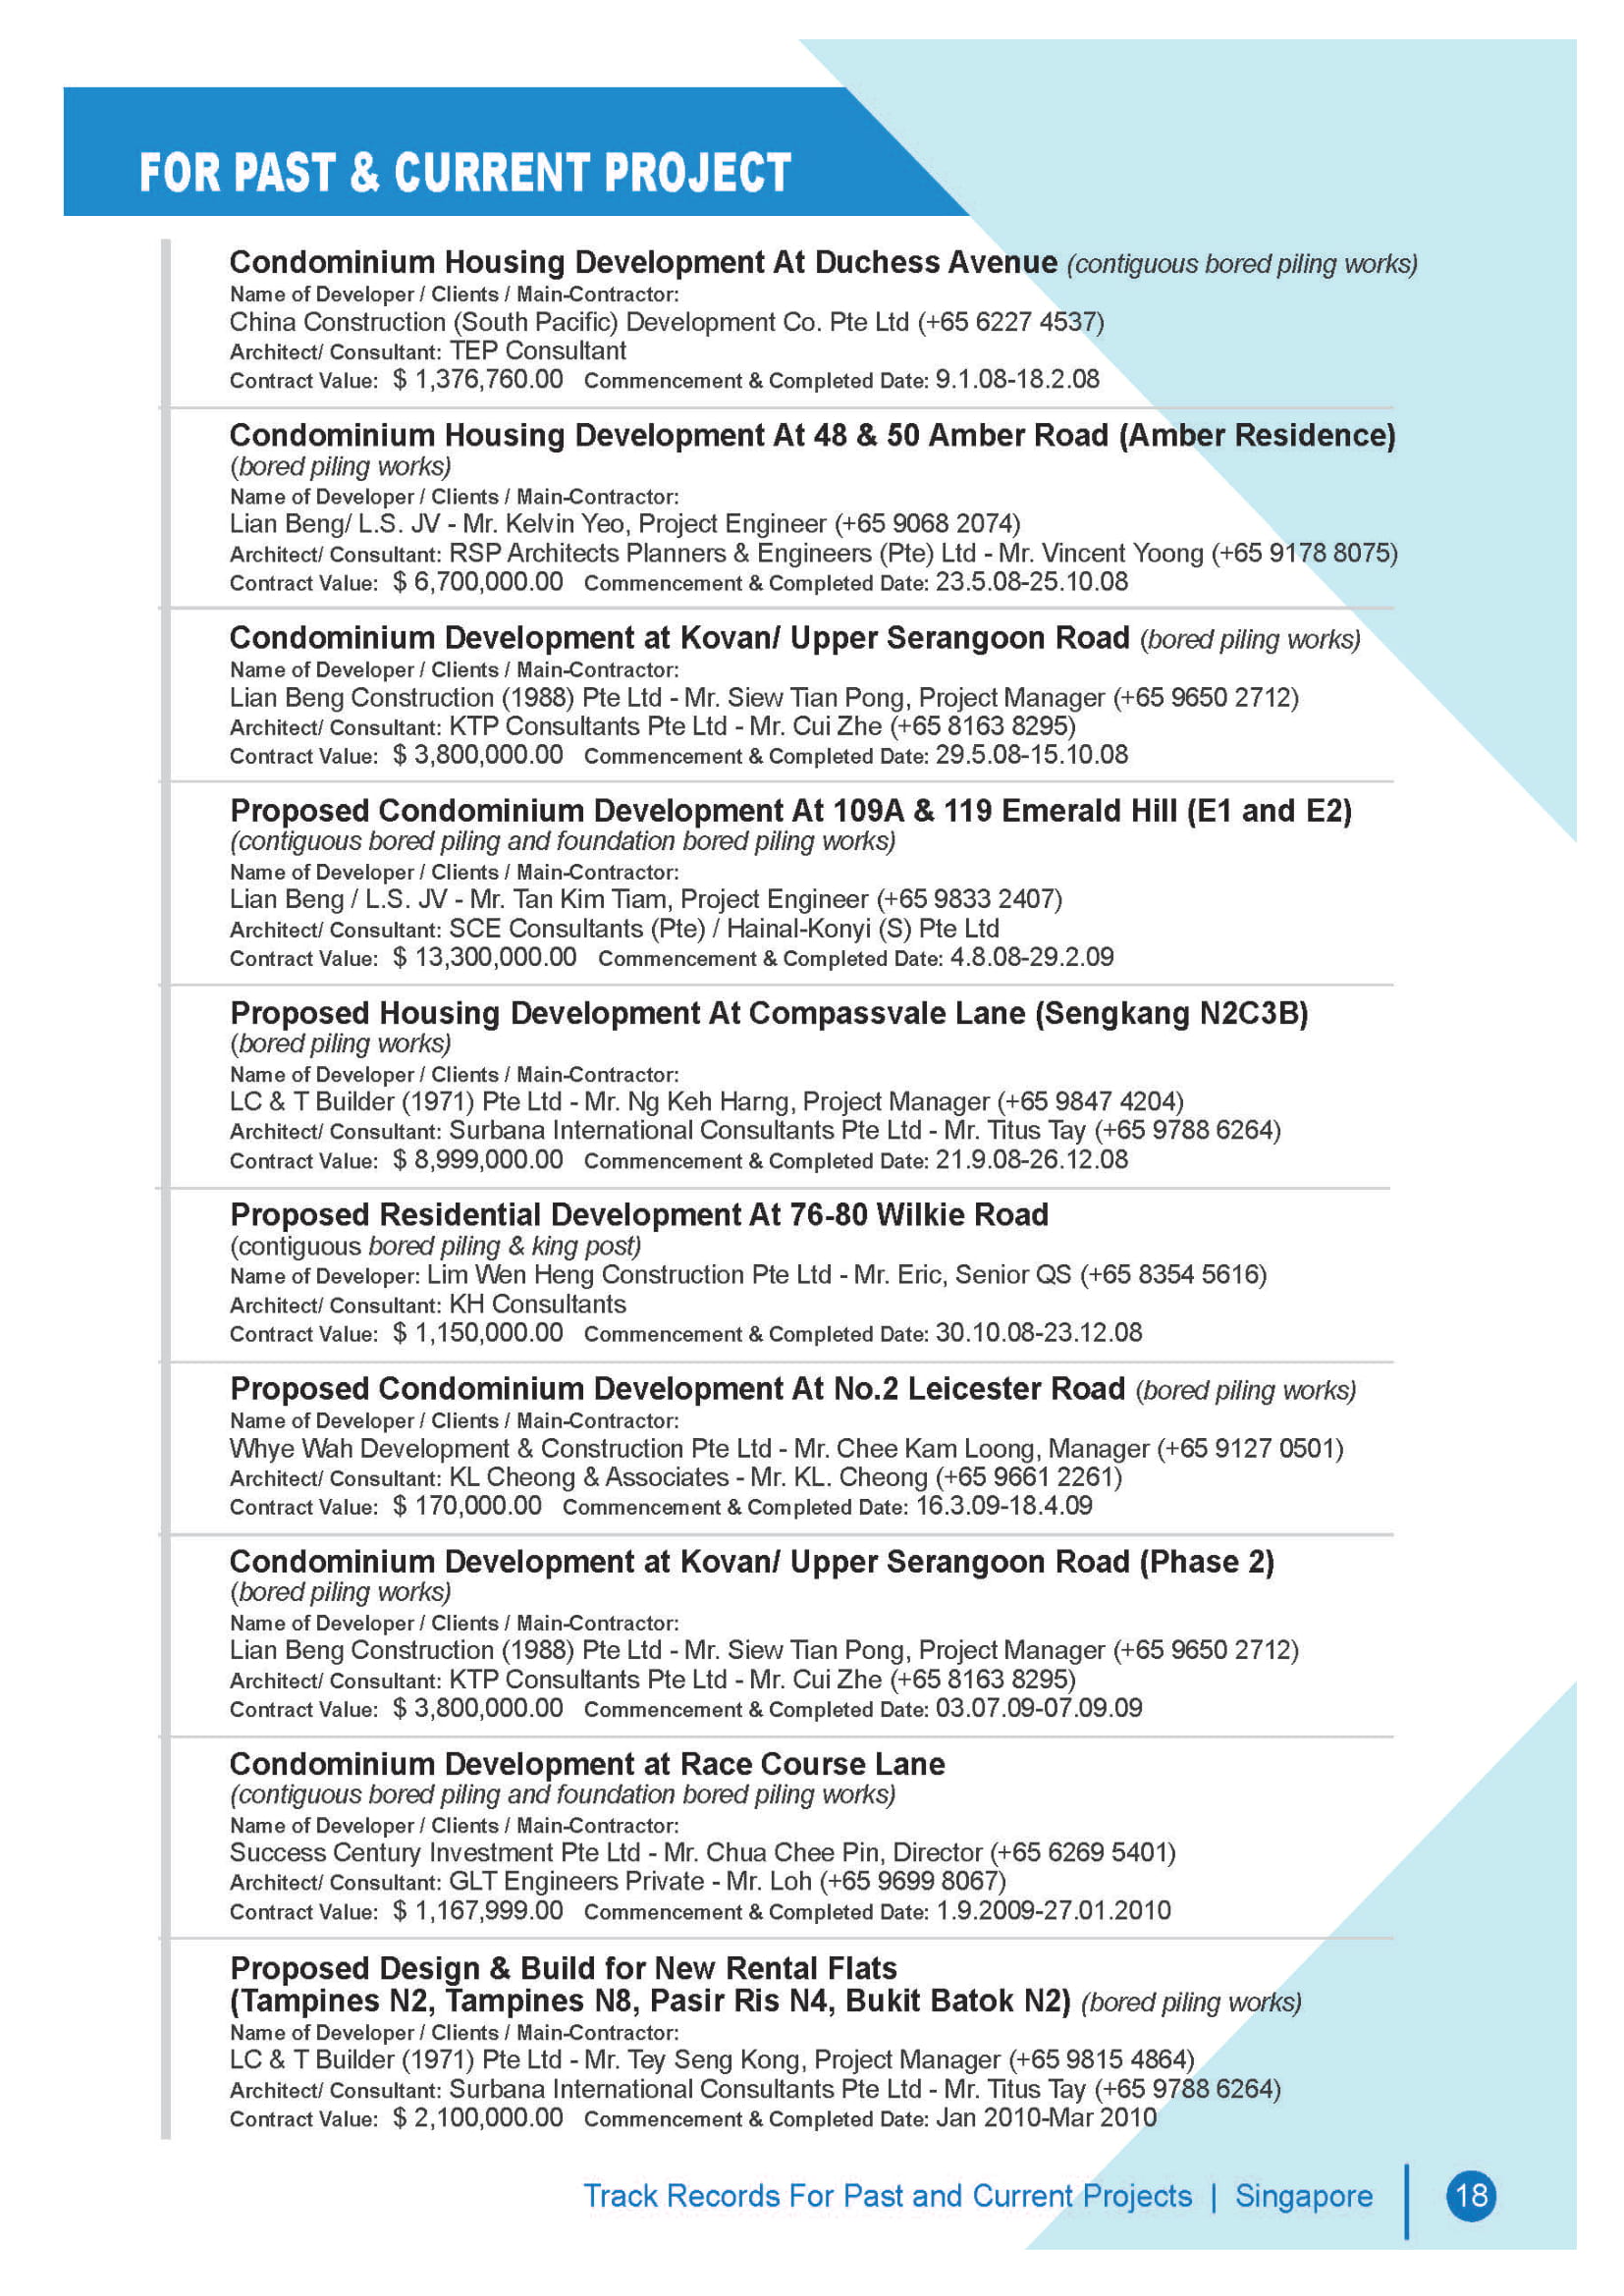 FOR PAST & CURRENT PROJECT
Condominium Housing Development At Duchess Avenue (contiguous bored piling works)
Name of Developer / Clients / Main-Contractor:
China Construction (South Pacific) Development Co. Pte Ltd (+65 6227 4537)
Architect/ Consultant: TEP Consultant
Contract Value: $ 1,376,760.00 Commencement & Completed Date: 9.1.08-18.2.08
Condominium Housing Development At 48 & 50 Amber Road (Amber Residence)
(bored piling works)
Name of Developer / Clients / Main-Contractor:
Lian Beng/ L.S. JV - Mr. Kelvin Yeo, Project Engineer (+65 9068 2074)
Architect/ Consultant: RSP Architects Planners & Engineers (Pte) Ltd - Mr. Vincent Yoong (+65 9178 8075)
Contract Value: $ 6,700,000.00 Commencement & Completed Date: 23.5.08-25.10.08
Condominium Development at Kovan/ Upper Serangoon Road (bored piling works)
Name of Developer / Clients / Main-Contractor:
Lian Beng Construction (1988) Pte Ltd - Mr. Siew Tian Pong, Project Manager (+65 9650 2712)
Architect/ Consultant: KTP Consultants Pte Ltd - Mr. Cui Zhe (+65 8163 8295)
Contract Value: $ 3,800,000.00 Commencement & Completed Date: 29.5.08-15.10.08
Proposed Condominium Development At 109A & 119 Emerald Hill (E1 and E2)
(contiguous bored piling and foundation bored piling works)
Name of Developer / Clients / Main-Contractor:
Lian Beng / L.S. JV - Mr. Tan Kim Tiam, Project Engineer (+65 9833 2407)
Architect/ Consultant: SCE Consultants (Pte) / Hainal-Konyi (S) Pte Ltd
Contract Value: $ 13,300,000.00 Commencement & Completed Date: 4.8.08-29.2.09
Proposed Housing Development At Compassvale Lane (Sengkang N2C3B)
(bored piling works)
Name of Developer / Clients / Main-Contractor:
LC & T Builder (1971) Pte Ltd - Mr. Ng Keh Harng, Project Manager (+65 9847 4204)
Architect/ Consultant: Surbana International Consultants Pte Ltd - Mr. Titus Tay (+65 9788 6264)
Contract Value: $ 8,999,000.00 Commencement & Completed Date: 21.9.08-26.12.08
Proposed Residential Development At 76-80 Wilkie Road
(contiguous bored piling & king post)
Name of Developer: Lim Wen Heng Construction Pte Ltd - Mr. Eric, Senior QS (+65 8354 5616)
Architect/ Consultant: KH Consultants
Contract Value: $ 1,150,000.00 Commencement & Completed Date: 30.10.08-23.12.08
Proposed Condominium Development At No.2 Leicester Road (bored piling works)
Name of Developer / Clients / Main-Contractor:
Whye Wah Development & Construction Pte Ltd - Mr. Chee Kam Loong, Manager (+65 9127 0501)
Architect/ Consultant: KL Cheong & Associates - Mr. KL. Cheong (+65 9661 2261)
Contract Value: $ 170,000.00 Commencement & Completed Date: 16.3.09-18.4.09
Condominium Development at Kovan/ Upper Serangoon Road (Phase 2)
(bored piling works)
Name of Developer / Clients / Main-Contractor:
Lian Beng Construction (1988) Pte Ltd - Mr. Siew Tian Pong, Project Manager (+65 9650 2712)
Architect/ Consultant: KTP Consultants Pte Ltd - Mr. Cui Zhe (+65 8163 8295)
Contract Value: $ 3,800,000.00 Commencement & Completed Date: 03.07.09-07.09.09
Condominium Development at Race Course Lane
(contiguous bored piling and foundation bored piling works)
Name of Developer / Clients / Main-Contractor:
Success Century Investment Pte Ltd - Mr. Chua Chee Pin, Director (+65 6269 5401)
Architect/ Consultant: GLT Engineers Private - Mr. Loh (+65 9699 8067)
Contract Value: $ 1,167,999.00 Commencement & Completed Date: 1.9.2009-27.01.2010
Proposed Design & Build for New Rental Flats
(Tampines N2, Tampines N8, Pasir Ris N4, Bukit Batok N2) (bored piling works)
Name of Developer / Clients / Main-Contractor:
LC & T Builder (1971) Pte Ltd - Mr. Tey Seng Kong, Project Manager (+65 9815 4864)
Architect/ Consultant: Surbana International Consultants Pte Ltd - Mr. Titus Tay (+65 9788 6264)
Contract Value: $ 2,100,000.00 Commencement & Completed Date: Jan 2010-Mar 2010
Track Records For Past and Current Projects | Singapore 18